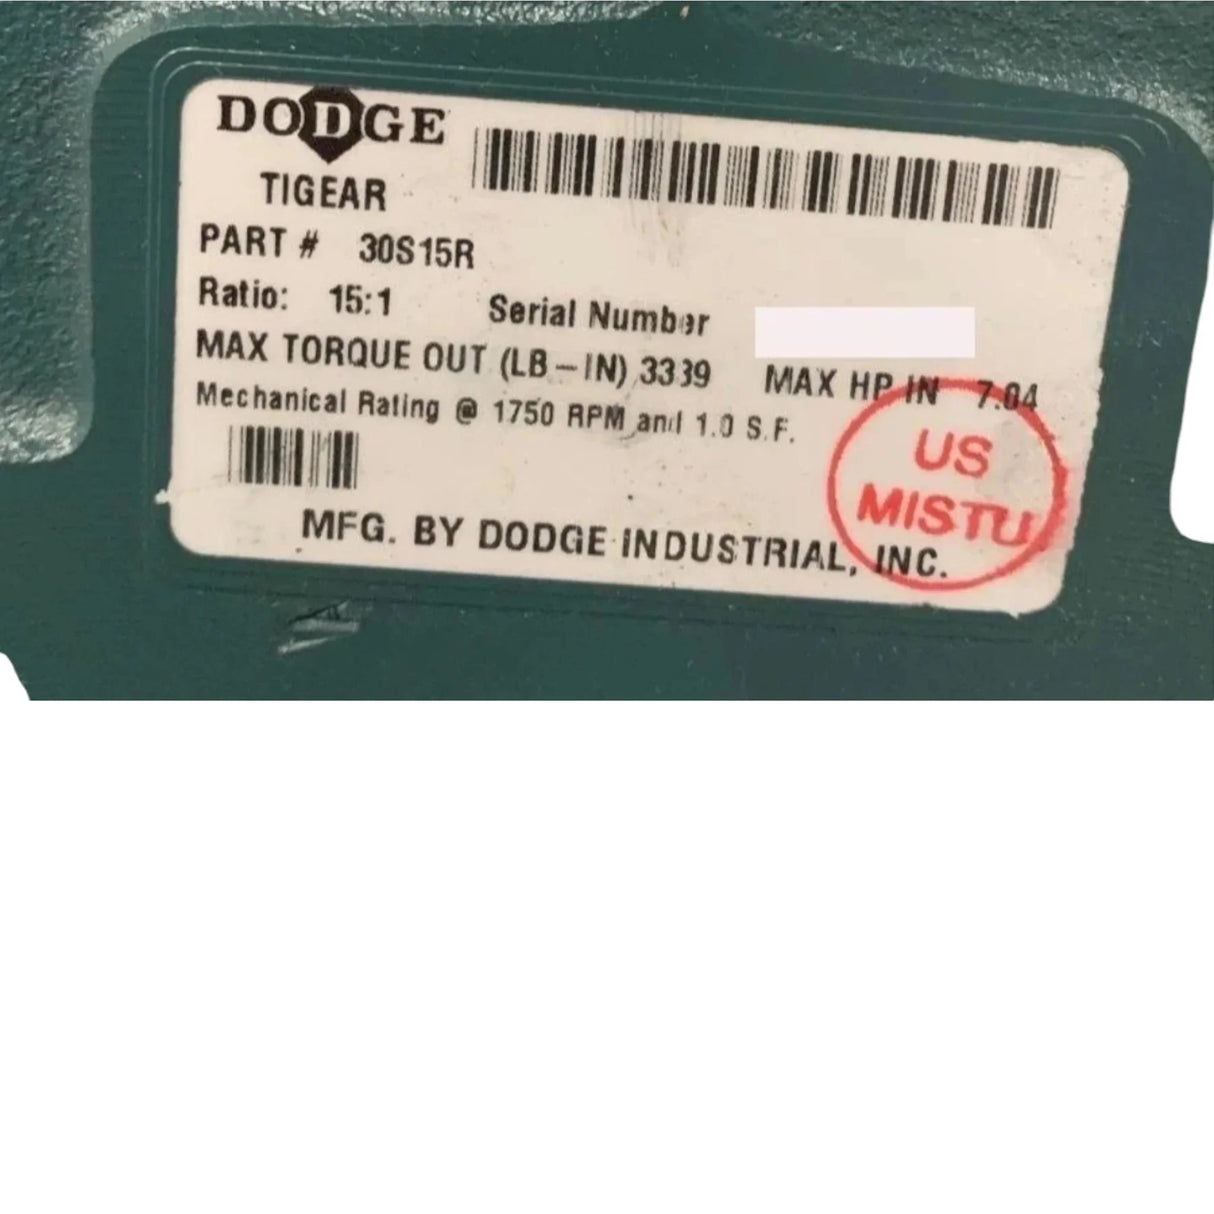 DODGE
TIGEAR
PART # 30S15R
Ratio: 15:1 Serial Number
MAX TORQUE OUT (LB-IN) 3339 MAX HP IN 7.04
Mechanical Rating @ 1750 RPM and 1.0 S.F.
US
MISTU
MFG. BY DODGE INDUSTRIAL, INC.